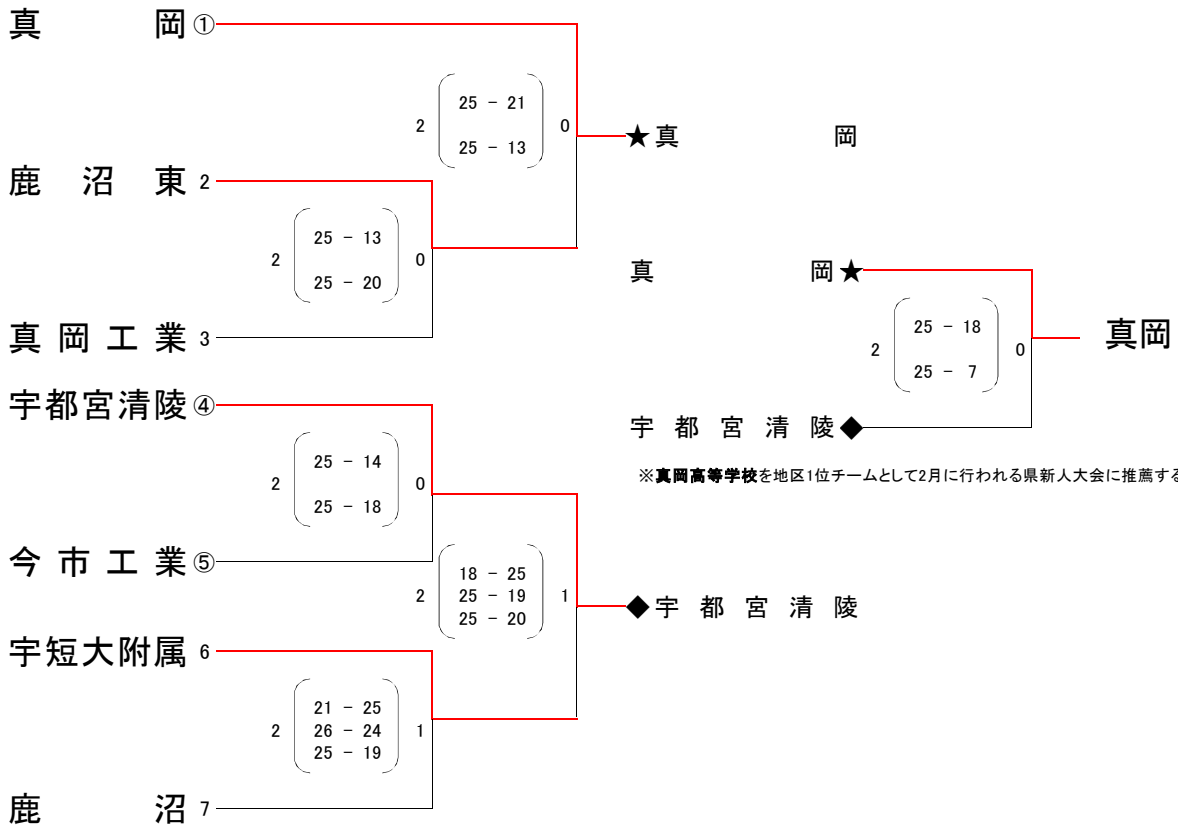 真岡①
25 - 21
2 0
25 - 13
★真岡
鹿沼東 2
25 - 13
2 0
25 - 20
真岡★
真岡工業 3
25 - 18
2 0
25 - 7
真岡
宇都宮清陵④
宇都宮清陵◆
25 - 14
2 0
25 - 18
※真岡高等学校を地区1位チームとして2月に行われる県新人大会に推薦する
今市工業⑤
18 - 25
2 25 - 19 1
25 - 20
◆宇都宮清陵
宇短大附属 6
21 - 25
2 26 - 24 1
25 - 19
鹿沼 7